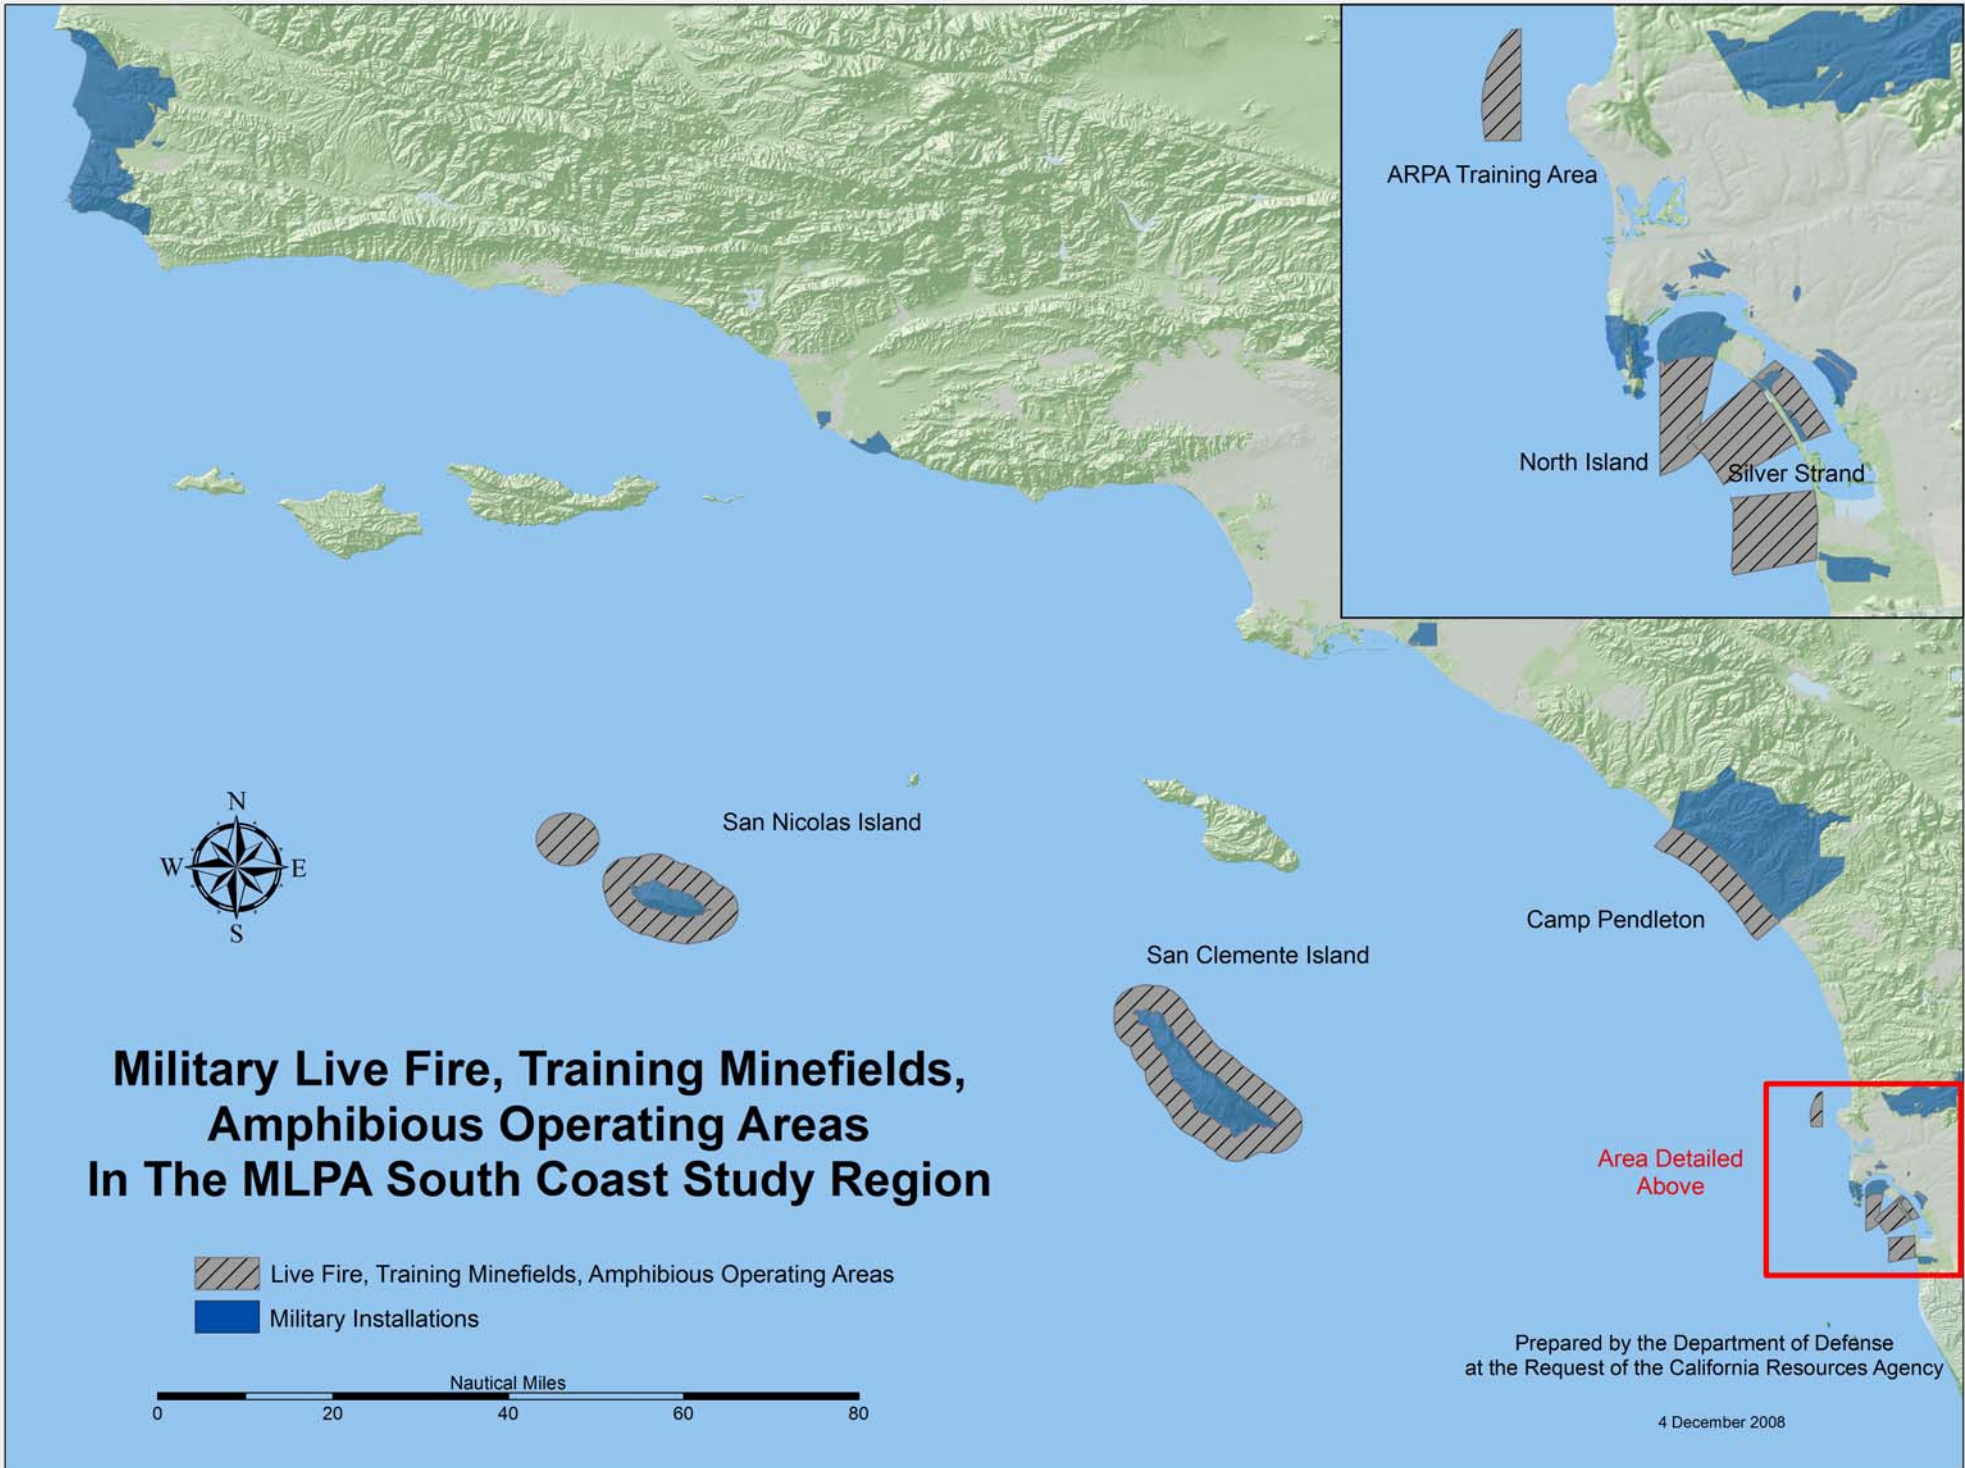 ARPA Training Area
North Island
Silver Strand
San Nicolas Island
N
W
E
S
Camp Pendleton
San Clemente Island
Military Live Fire, Training Minefields,
Amphibious Operating Areas
In The MLPA South Coast Study Region
Area Detailed
Above
Live Fire, Training Minefields, Amphibious Operating Areas
Military Installations
Nautical Miles
0 20 40 60 80
Prepared by the Department of Defense
at the Request of the California Resources Agency
4 December 2008